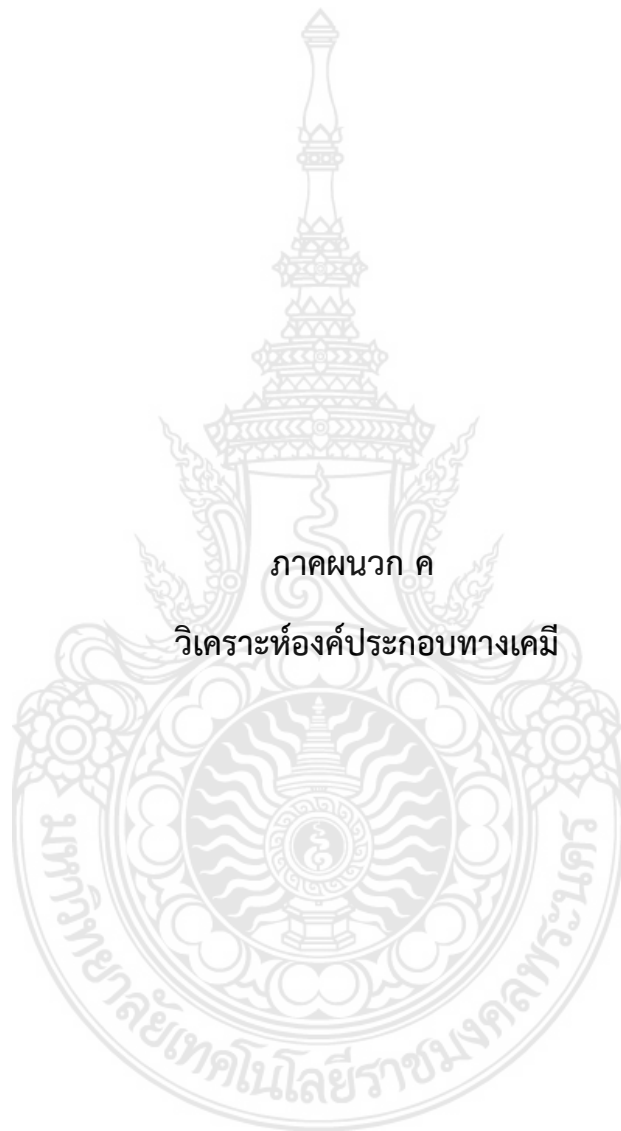 ภาคผนวก ค
วิเคราะห์องค์ประกอบทางเคมี
มหาวิทยาลัยเทคโนโลยีราชมงคลพระนคร